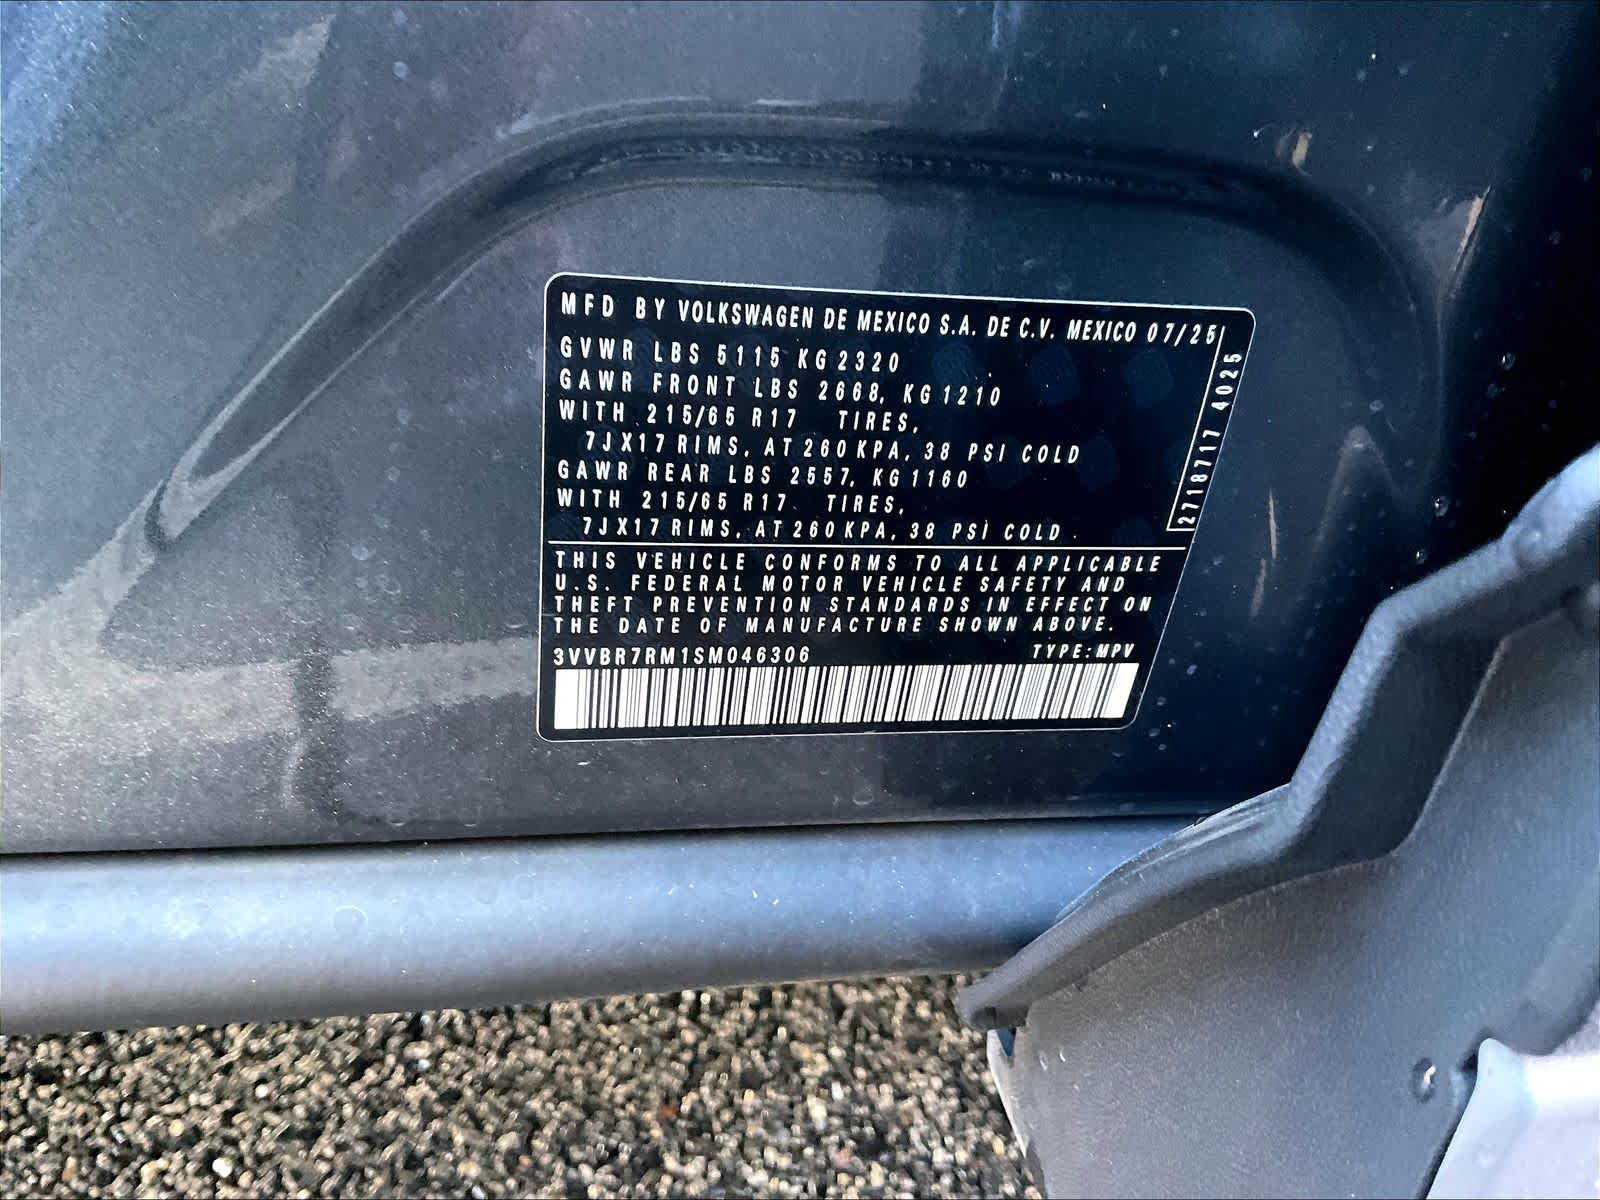 MFD BY VOLKSWAGEN DE MEXICO S.A. DE C.V. MEXICO 07/25
GVWR LBS 5115 KG 2320
GAWR FRONT LBS 2668, KG 1210
WITH 215/65 R17 TIRES,
7JX17 RIMS, AT 260 KPA, 38 PSI COLD
GAWR REAR LBS 2557, KG 1160
WITH 215/65 R17 TIRES,
7JX17 RIMS, AT 260 KPA, 38 PSI COLD
2718717 4025
THIS VEHICLE CONFORMS TO ALL APPLICABLE
U.S. FEDERAL MOTOR VEHICLE SAFETY AND
THEFT PREVENTION STANDARDS IN EFFECT ON
THE DATE OF MANUFACTURE SHOWN ABOVE.
3VVBR7RM1SM046306 TYPE: MPV